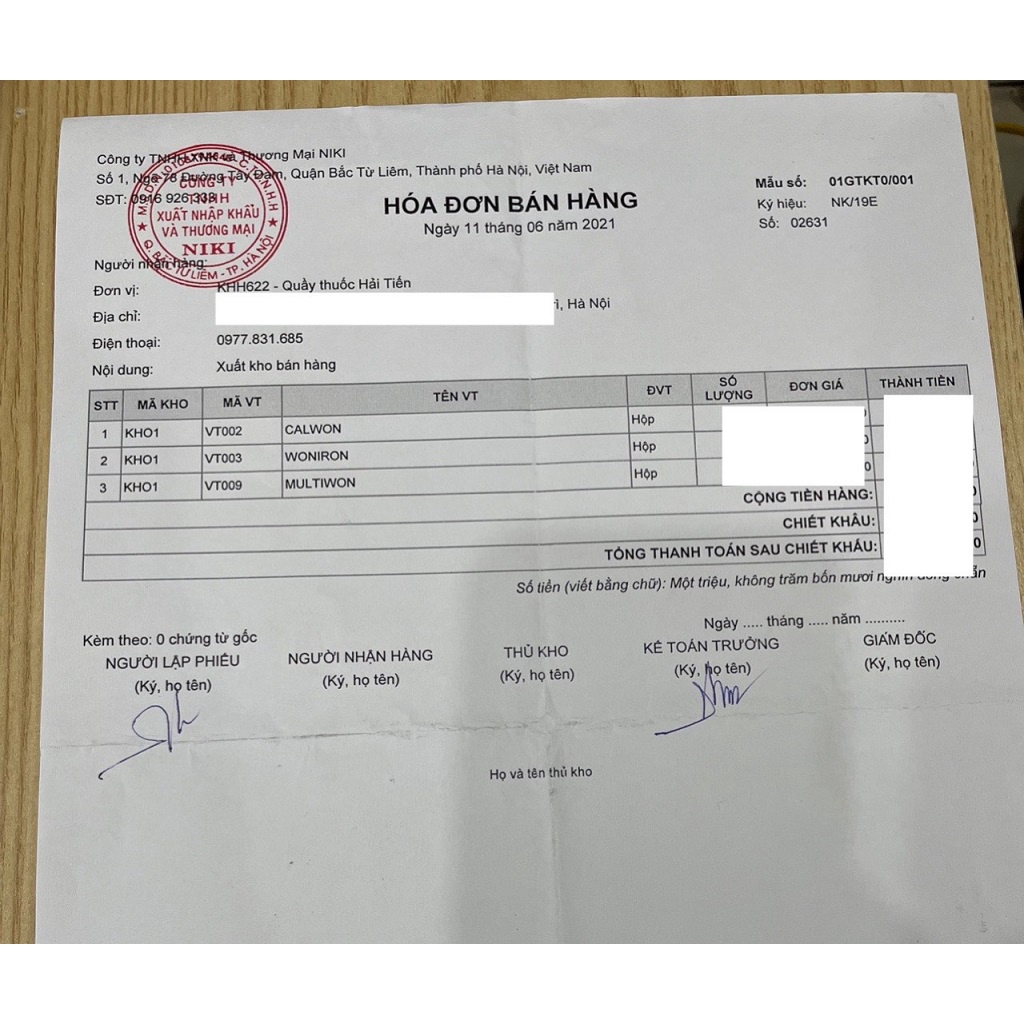 Công ty TNHH XNK và Thương Mại NIKI
Số 1, Ngõ 78 Đường Tây Đam, Quận Bắc Từ Liêm, Thành phố Hà Nội, Việt Nam
SĐT: 0916 926 338
CÔNG TY
TNHH
XUẤT NHẬP KHẨU
VÀ THƯƠNG MẠI
NIKI
Q. BẮC TỪ LIÊM - TP. HÀ NỘI
HÓA ĐƠN BÁN HÀNG
Ngày 11 tháng 06 năm 2021
Mẫu số: 01GTKT0/001
Ký hiệu: NK/19E
Số: 02631
Người nhận hàng:
Đơn vị: KHH622 - Quầy thuốc Hải Tiến
Địa chỉ: , Hà Nội
Điện thoại: 0977.831.685
Nội dung: Xuất kho bán hàng
STT MÃ KHO MÃ VT TÊN VT ĐVT SỐ LƯỢNG ĐƠN GIÁ THÀNH TIỀN
1 KHO1 VT002 CALWON Hộp
2 KHO1 VT003 WONIRON Hộp
3 KHO1 VT009 MULTIWON Hộp
CỘNG TIỀN HÀNG:
CHIẾT KHẤU:
TỔNG THANH TOÁN SAU CHIẾT KHẤU:
Số tiền (viết bằng chữ): Một triệu, không trăm bốn mươi
Ngày ..... tháng ..... năm ..........
Kèm theo: 0 chứng từ gốc
NGƯỜI LẬP PHIẾU NGƯỜI NHẬN HÀNG THỦ KHO KẾ TOÁN TRƯỞNG GIÁM ĐỐC
(Ký, họ tên) (Ký, họ tên) (Ký, họ tên) (Ký, họ tên) (Ký, họ tên)
Họ và tên thủ kho